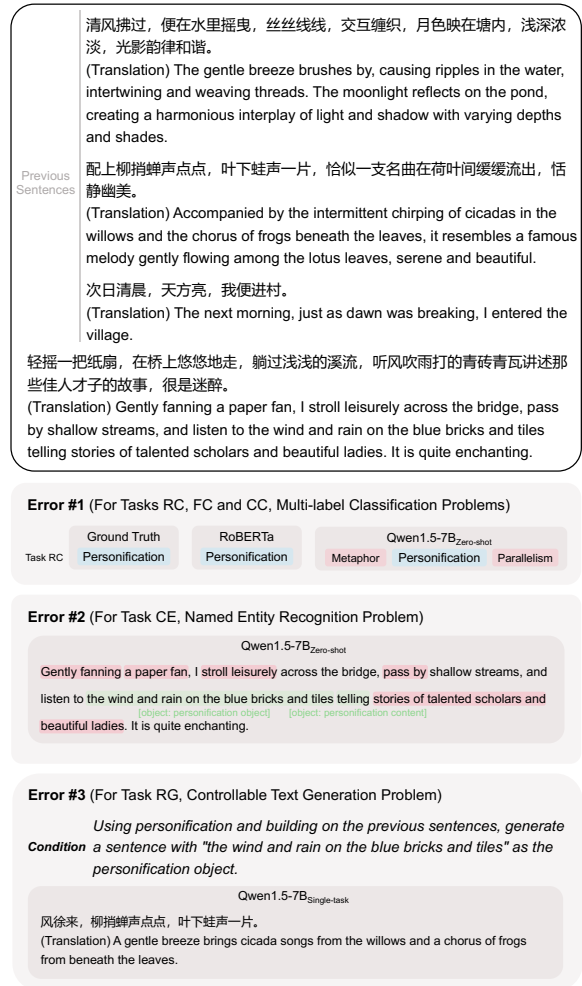 清风拂过，便在水里摇曳，丝丝线线，交互缠织，月色映在塘内，浅深浓
淡，光影韵律和谐。
(Translation) The gentle breeze brushes by, causing ripples in the water,
intertwining and weaving threads. The moonlight reflects on the pond,
creating a harmonious interplay of light and shadow with varying depths
and shades.
Previous
Sentences
配上柳捎蝉声点点，叶下蛙声一片，恰似一支名曲在荷叶间缓缓流出，恬
静幽美。
(Translation) Accompanied by the intermittent chirping of cicadas in the
willows and the chorus of frogs beneath the leaves, it resembles a famous
melody gently flowing among the lotus leaves, serene and beautiful.
次日清晨，天方亮，我便进村。
(Translation) The next morning, just as dawn was breaking, I entered the
village.
轻摇一把纸扇，在桥上悠悠地走，躺过浅浅的溪流，听风吹雨打的青砖青瓦讲述那
些佳人才子的故事，很是迷醉。
(Translation) Gently fanning a paper fan, I stroll leisurely across the bridge, pass
by shallow streams, and listen to the wind and rain on the blue bricks and tiles
telling stories of talented scholars and beautiful ladies. It is quite enchanting.
Error #1 (For Tasks RC, FC and CC, Multi-label Classification Problems)
Ground Truth
RoBERTa
Qwen1.5-7BZero-shot
Task RC
Personification
Personification
Metaphor
Personification
Parallelism
Error #2 (For Task CE, Named Entity Recognition Problem)
Qwen1.5-7BZero-shot
Gently fanning a paper fan, I stroll leisurely across the bridge, pass by shallow streams, and
listen to the wind and rain on the blue bricks and tiles telling stories of talented scholars and
[object: personification object]
[object: personification content]
beautiful ladies. It is quite enchanting.
Error #3 (For Task RG, Controllable Text Generation Problem)
Using personification and building on the previous sentences, generate
Condition a sentence with "the wind and rain on the blue bricks and tiles" as the
personification object.
Qwen1.5-7BSingle-task
风徐来，柳捎蝉声点点，叶下蛙声一片。
(Translation) A gentle breeze brings cicada songs from the willows and a chorus of frogs
from beneath the leaves.